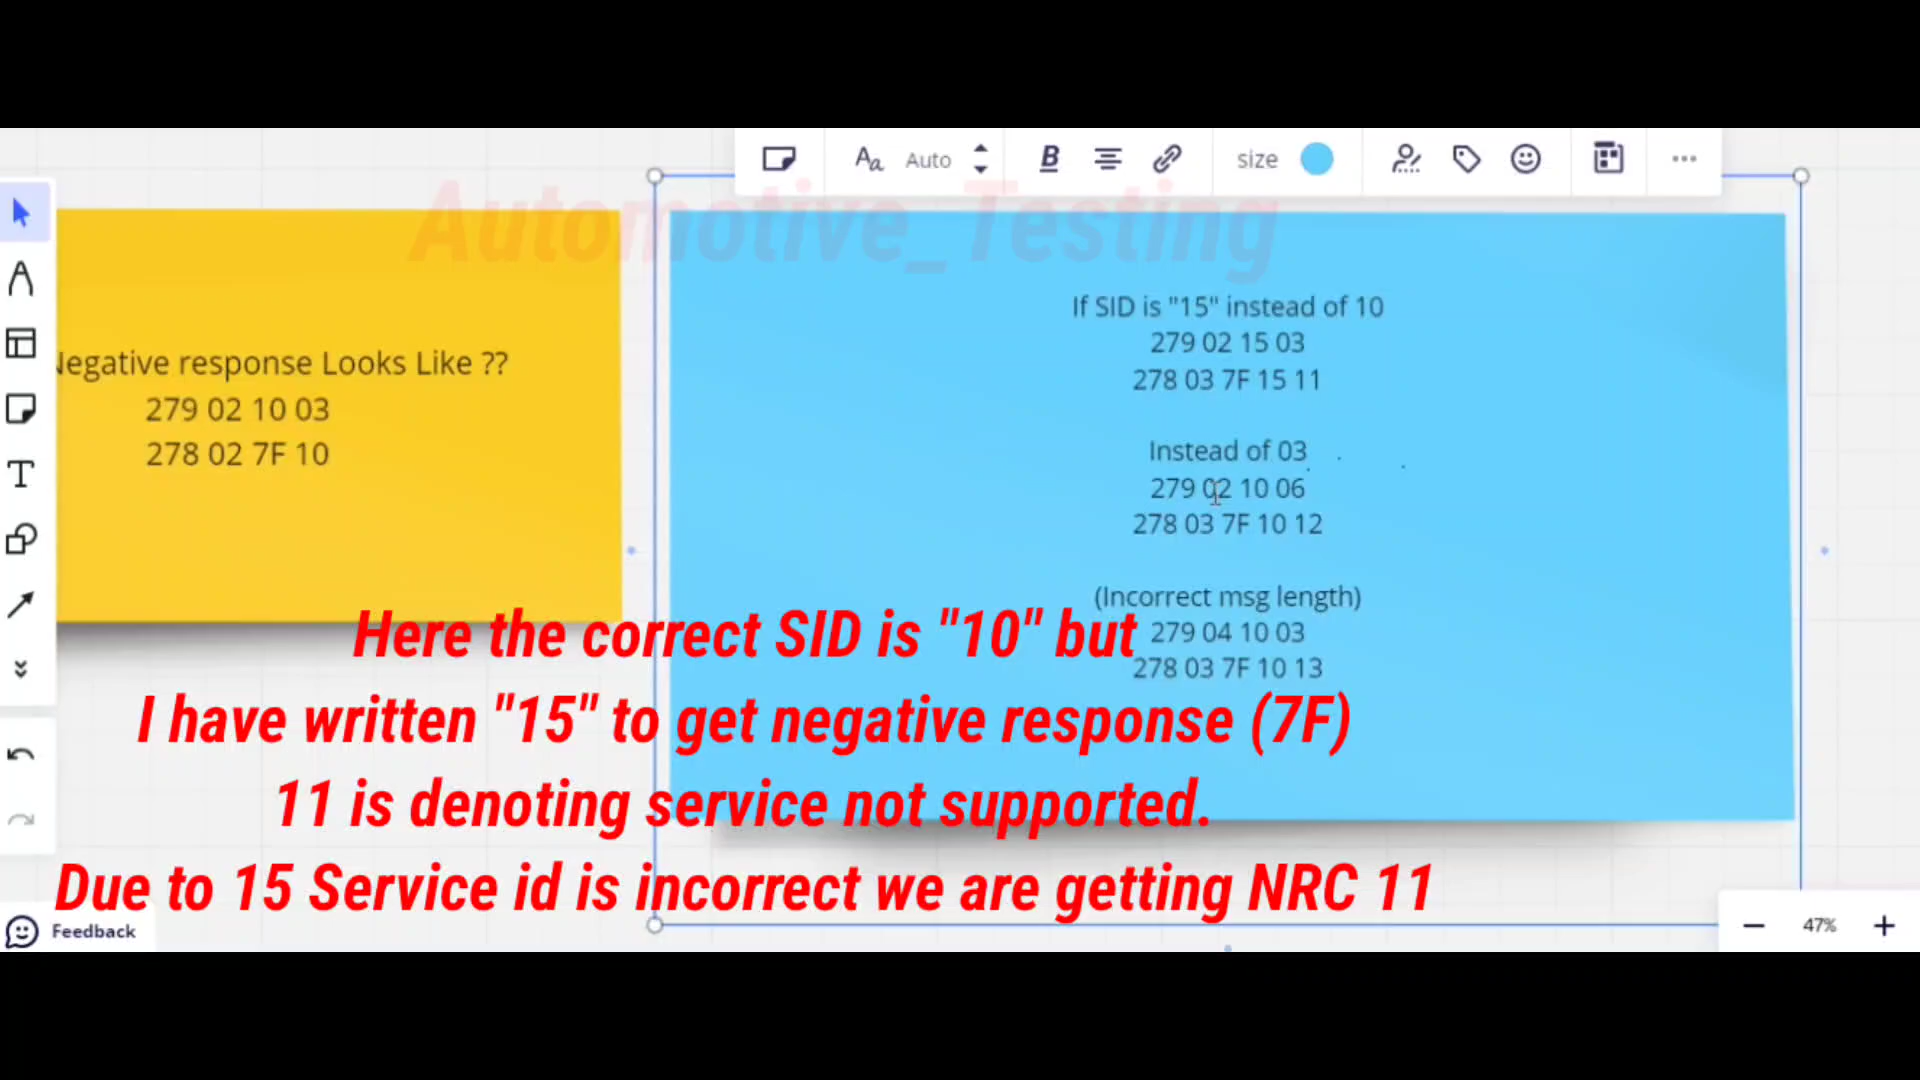 Aa Auto B size
Automotive_Testing
Negative response Looks Like ??
279 02 10 03
278 02 7F 10
If SID is "15" instead of 10
279 02 15 03
278 03 7F 15 11
Instead of 03
279 02 10 06
278 03 7F 10 12
(Incorrect msg length)
279 04 10 03
278 03 7F 10 13
Here the correct SID is "10" but
I have written "15" to get negative response (7F)
11 is denoting service not supported.
Due to 15 Service id is incorrect we are getting NRC 11
Feedback
47%